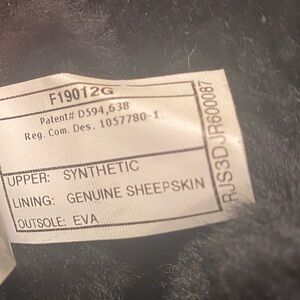 F19012G
Patent# D594,638
Reg. Com. Des. 1057780-1
UPPER: SYNTHETIC
LINING: GENUINE SHEEPSKIN
OUTSOLE: EVA
RJS3DJR600087